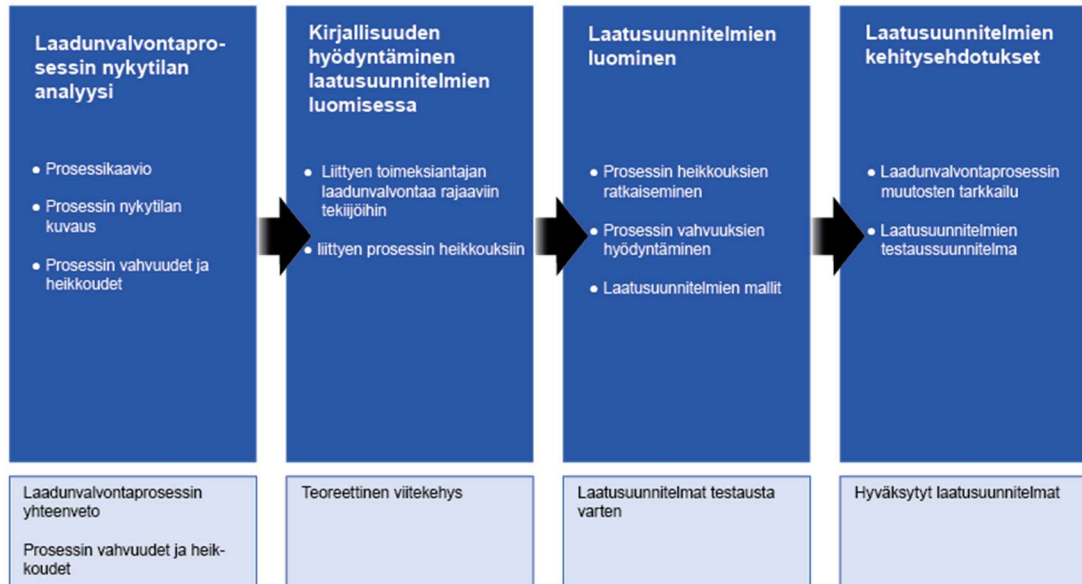 Laadunvalvontapro-
sessin nykytilan
analyysi
● Prosessikaavio
● Prosessin nykytilan
kuvaus
● Prosessin vahvuudet ja
heikkoudet
Kirjallisuuden
hyödyntäminen
laatusuunnitelmien
luomisessa
● Liittyen toimeksiantajan
laadunvalvontaa rajaaviin
tekiijöihin
● liittyen prosessin heikkouksiin
Laatusuunnitelmien
luominen
● Prosessin heikkouksien
ratkaiseminen
● Prosessin vahvuuksien
hyödyntäminen
● Laatusuunnitelmien mallit
Laatusuunnitelmien
kehitysehdotukset
● Laadunvalvontaprosessin
muutosten tarkkailu
● Laatusuunnitelmien
testaussuunnitelma
Laadunvalvontaprosessin
yhteenveto
Prosessin vahvuudet ja heik-
koudet
Teoreettinen viitekehys
Laatusuunnitelmat testausta
varten
Hyväksytyt laatusuunnitelmat